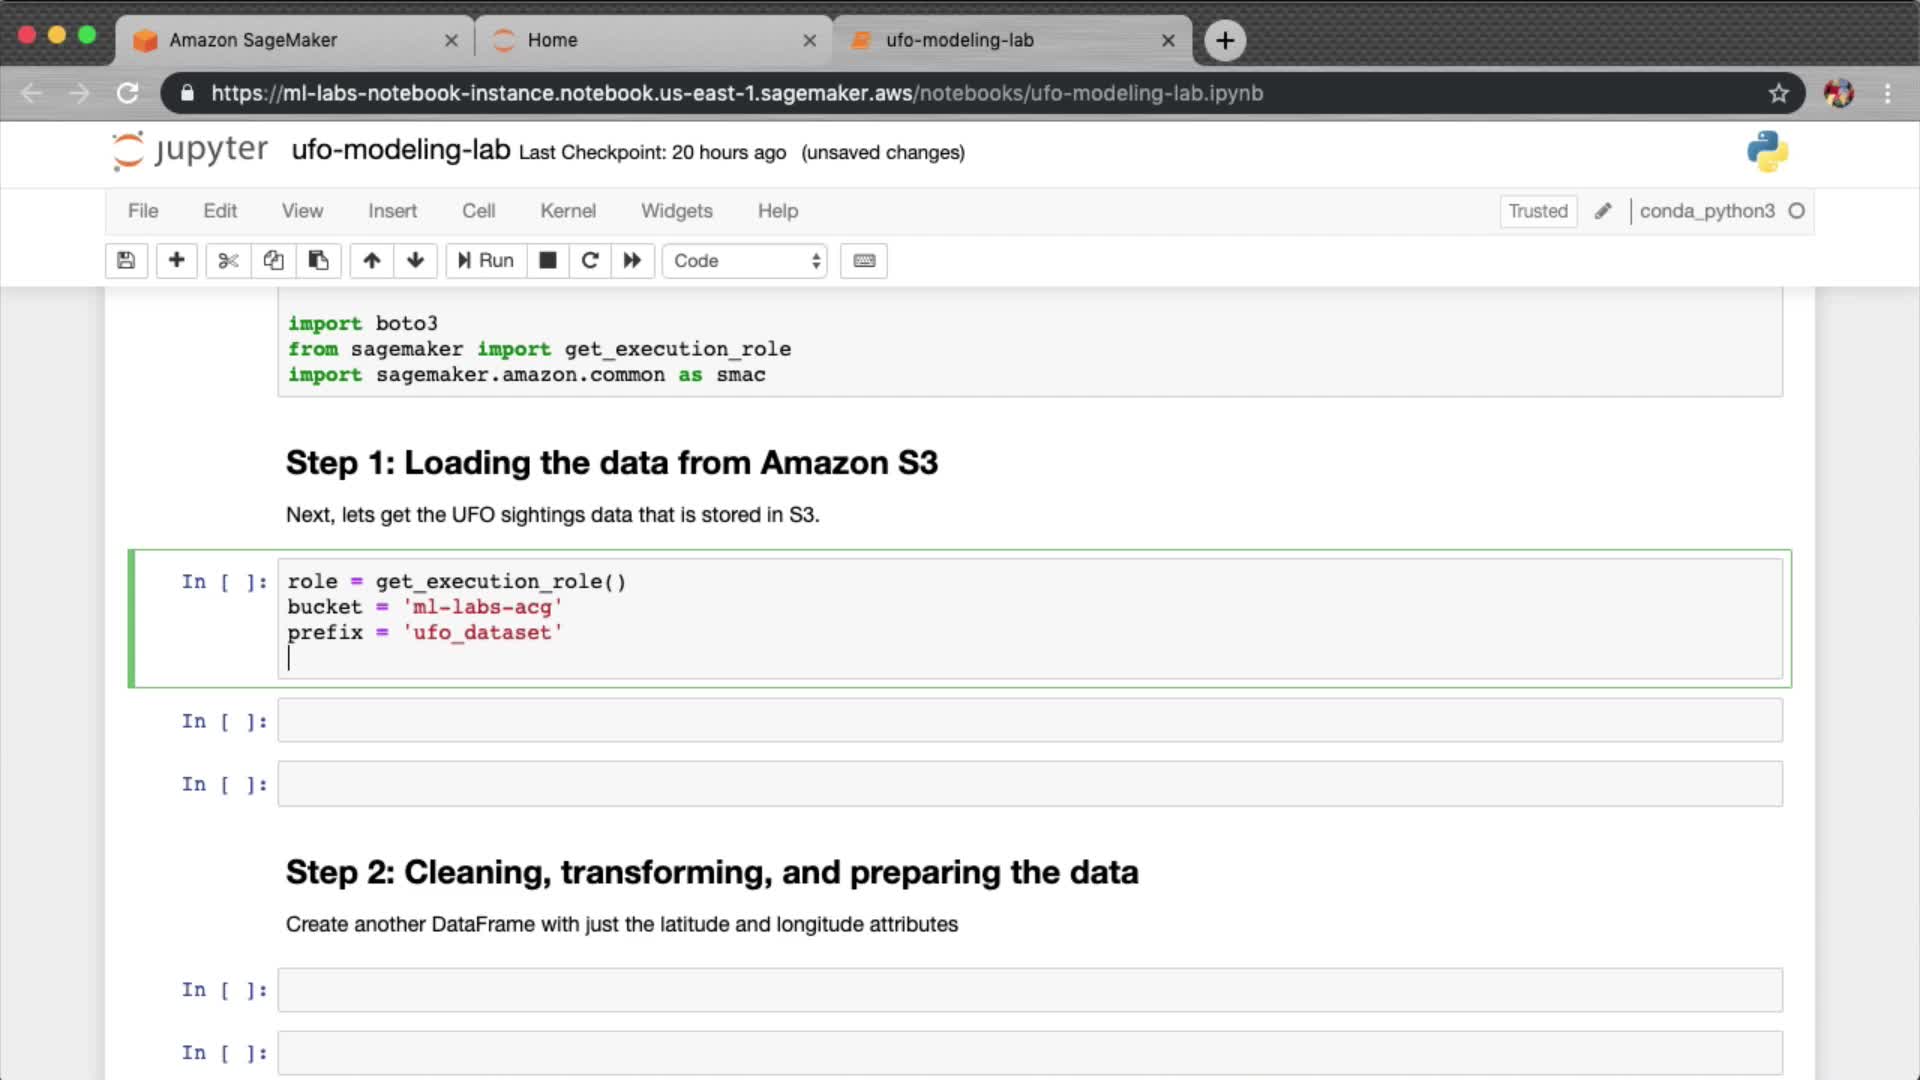 Amazon SageMaker
Home
ufo-modeling-lab
https://ml-labs-notebook-instance.notebook.us-east-1.sagemaker.aws/notebooks/ufo-modeling-lab.ipynb
jupyter ufo-modeling-lab Last Checkpoint: 20 hours ago (unsaved changes)
File Edit View Insert Cell Kernel Widgets Help Trusted conda_python3
Run Code
import boto3
from sagemaker import get_execution_role
import sagemaker.amazon.common as smac
Step 1: Loading the data from Amazon S3
Next, lets get the UFO sightings data that is stored in S3.
In [ ]: role = get_execution_role()
bucket = 'ml-labs-acg'
prefix = 'ufo_dataset'
In [ ]:
In [ ]:
Step 2: Cleaning, transforming, and preparing the data
Create another DataFrame with just the latitude and longitude attributes
In [ ]:
In [ ]: